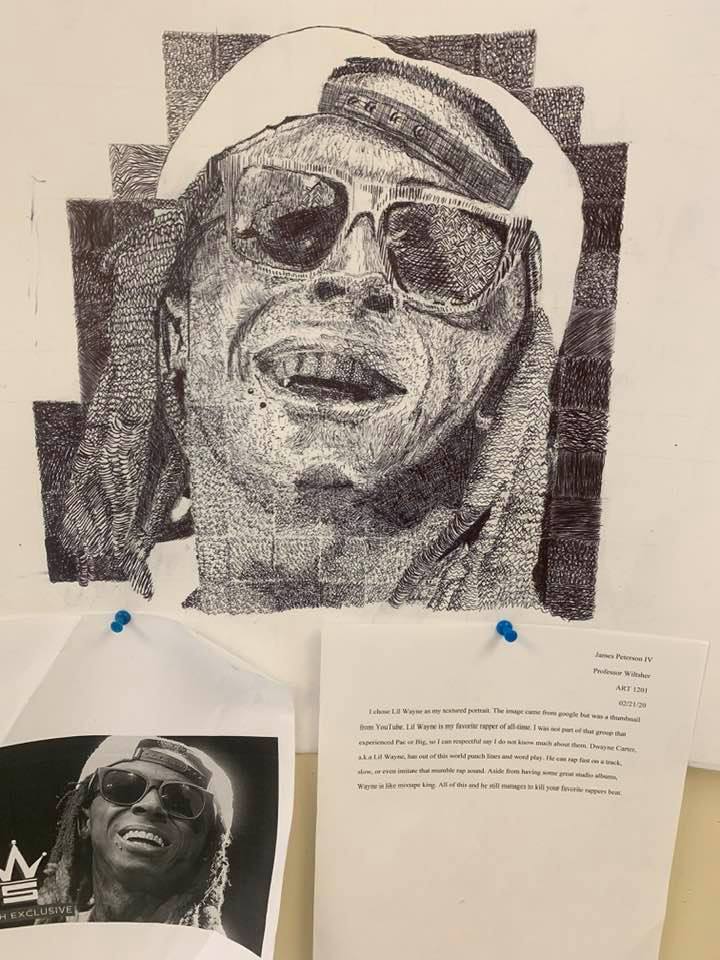 James Peterson IV
Professor Wiltsher
ART 1201
02/21/20
I chose Lil Wayne as my textured portrait. The image came from google but was a thumbnail
from YouTube. Lil Wayne is my favorite rapper of all-time. I was not part of that group that
experienced Pac or Big, so I can respectful say I do not know much about them. Dwayne Carter,
a.k.a Lil Wayne, has out of this world punch lines and word play. He can rap fast on a track,
slow, or even imitate that mumble rap sound. Aside from having some great studio albums,
Wayne is like mixtape king. All of this and he still manages to kill your favorite rappers beat.
H EXCLUSIVE